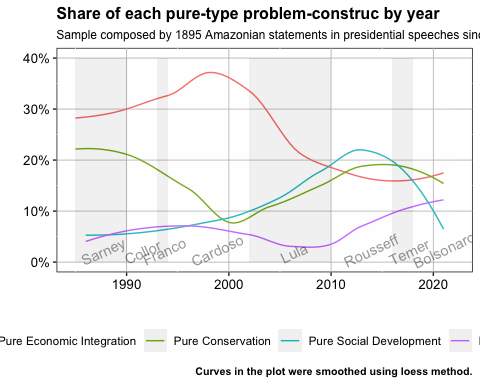 Share of each pure-type problem-construc by year
Sample composed by 1895 Amazonian statements in presidential speeches
40%
30%
20%
10%
0%
Sarney
Collor
Franco
Cardoso
Lula
Rousseff
Temer
Bolsonaro
1990
2000
2010
2020
Pure Economic Integration Pure Conservation Pure Social Development
Curves in the plot were smoothed using loess method.